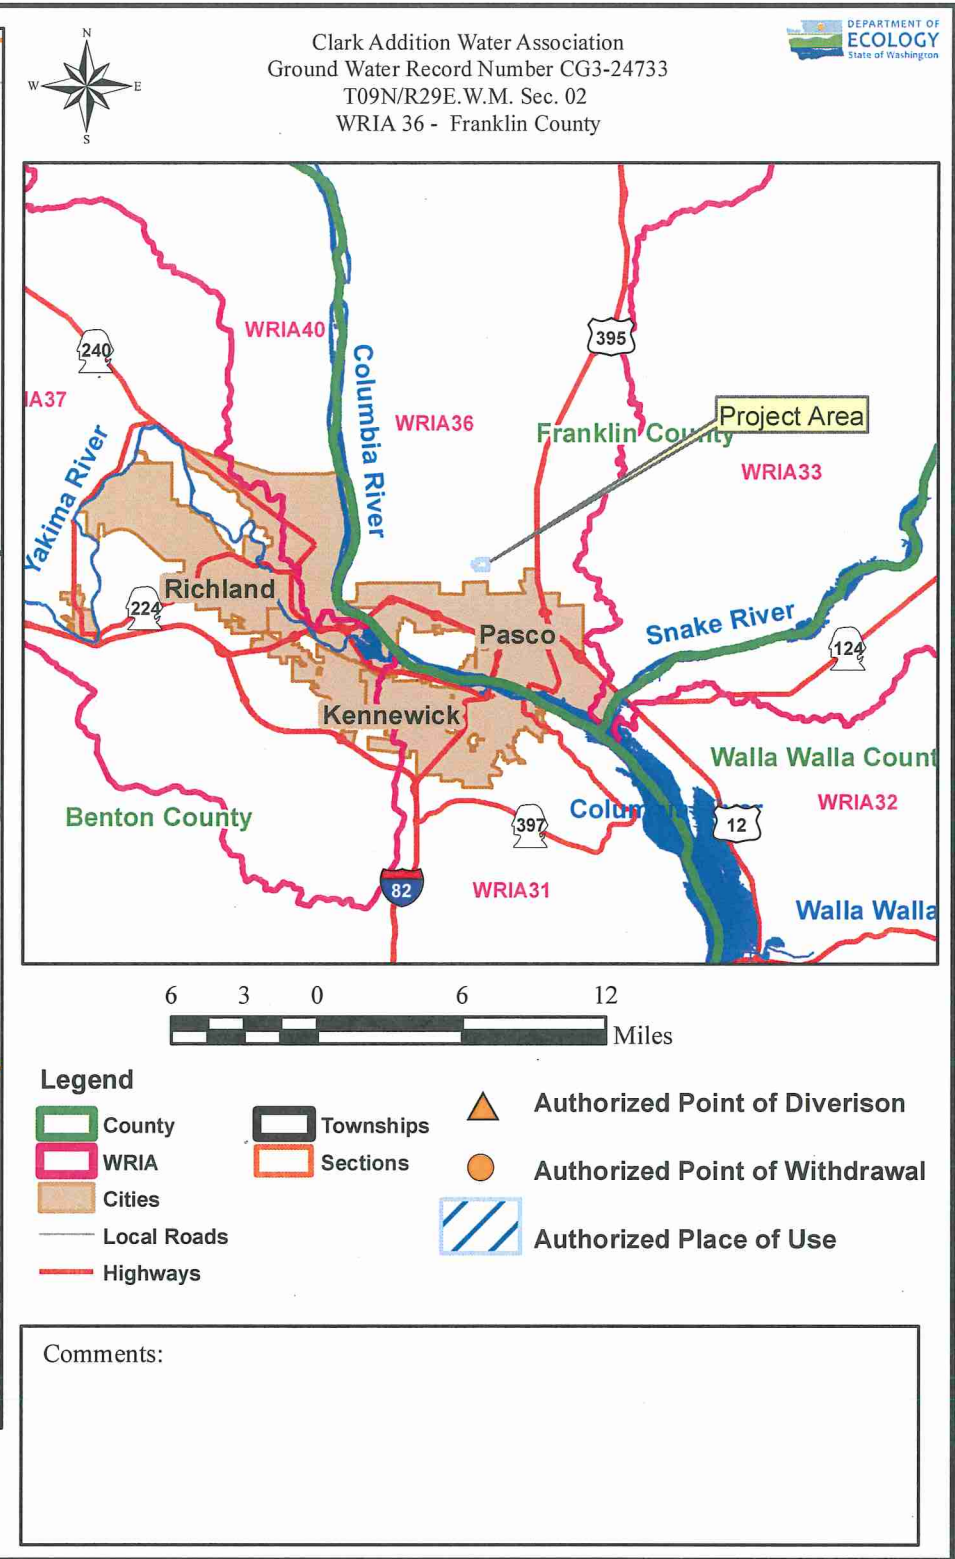 N
W
E
S
Clark Addition Water Association
Ground Water Record Number CG3-24733
T09N/R29E.W.M. Sec. 02
WRIA 36 - Franklin County
DEPARTMENT OF
ECOLOGY
State of Washington
WRIA40
395
240
Columbia River
IA37
WRIA36
Project Area
Franklin County
WRIA33
Yakima River
Richland
224
Pasco
Snake River
124
Kennewick
Walla Walla Count
Benton County
WRIA32
397
12
82
WRIA31
Walla Walla
6 3 0 6 12
Miles
Legend
County
WRIA
Cities
Local Roads
Highways
Townships
Sections
Authorized Point of Diverison
Authorized Point of Withdrawal
Authorized Place of Use
Comments: